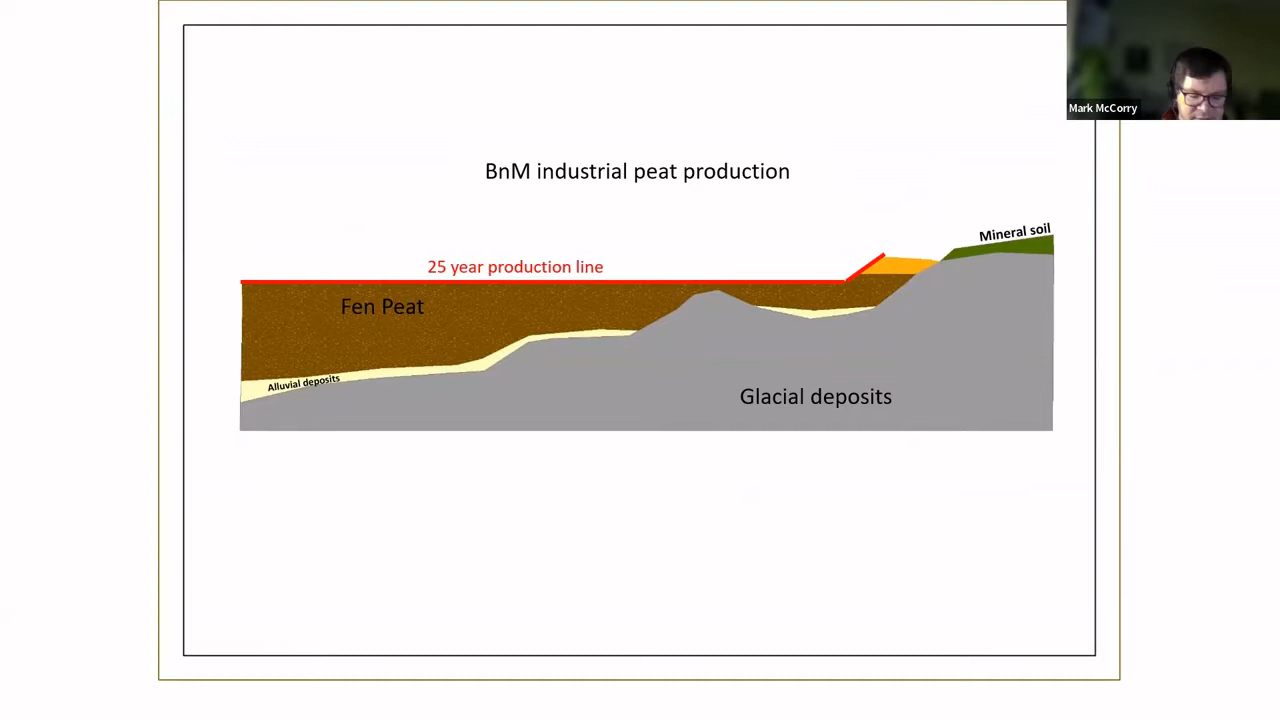 Mark McCorry
BnM industrial peat production
Mineral soil
25 year production line
Fen Peat
Alluvial deposits
Glacial deposits